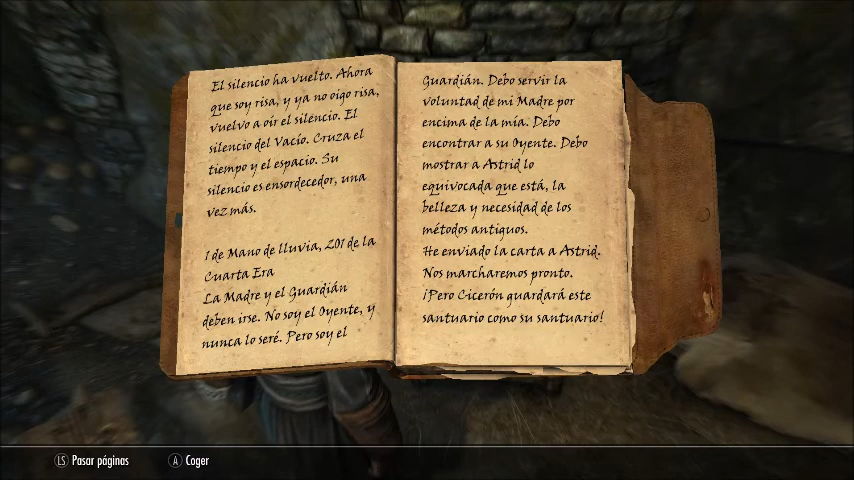 El silencio ha vuelto. Ahora
que soy risa, y ya no oigo risa,
vuelvo a oír el silencio. El
silencio del Vacío. Cruza el
tiempo y el espacio. Su
silencio es ensordecedor, una
vez más.
1 de Mano de lluvia, 201 de la
Cuarta Era
La Madre y el Guardián
deben irse. No soy el Oyente, y
nunca lo seré. Pero soy el
Guardián. Debo servir la
voluntad de mi Madre por
encima de la mía. Debo
encontrar a su Oyente. Debo
mostrar a Astrid lo
equivocada que está, la
belleza y necesidad de los
métodos antiguos.
He enviado la carta a Astrid.
Nos marcharemos pronto.
¡Pero Cicerón guardará este
santuario como su santuario!
LS Pasar páginas
A Coger